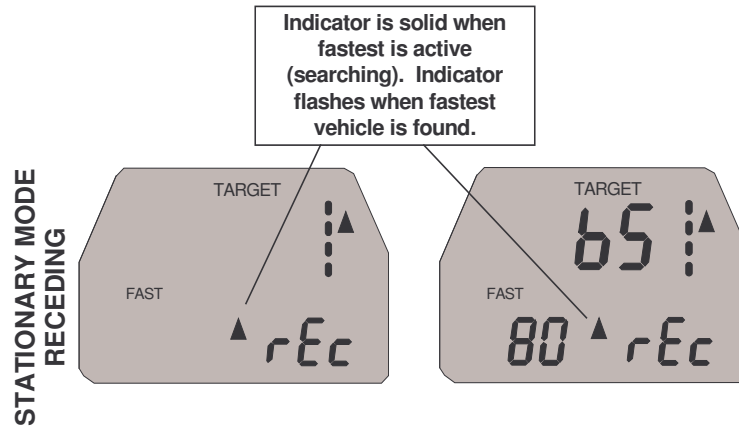 Indicator is solid when
fastest is active
(searching). Indicator
flashes when fastest
vehicle is found.
STATIONARY MODE
RECEDING
TARGET
FAST
rEc
TARGET
65
FAST
80 rEc